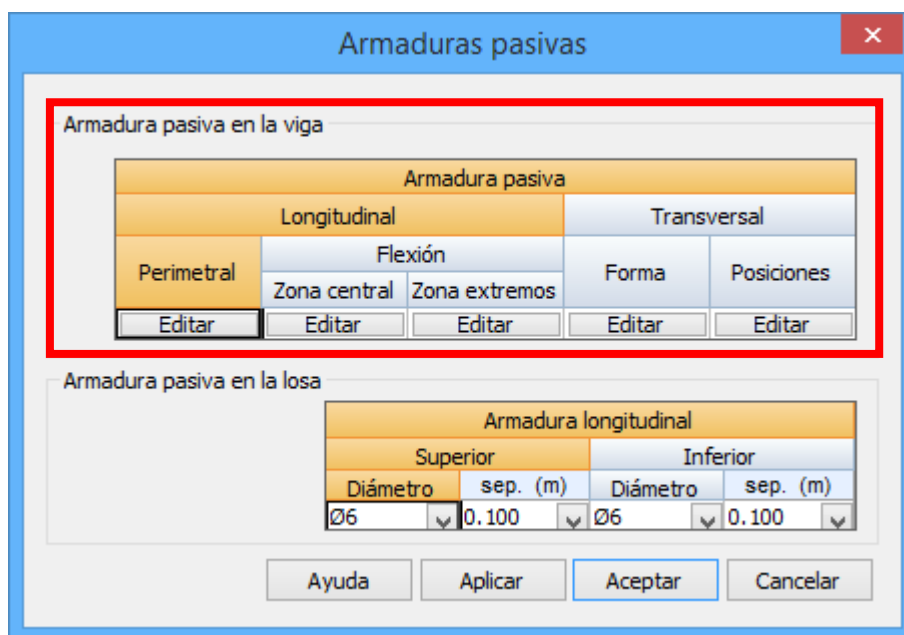 Armaduras pasivas
Armadura pasiva en la viga
Armadura pasiva
Longitudinal Transversal
Perimetral Flexión Forma Posiciones
Zona central Zona extremos
Editar Editar Editar Editar Editar
Armadura pasiva en la losa
Armadura longitudinal
Superior Inferior
Diámetro sep. (m) Diámetro sep. (m)
Ø6 0.100 Ø6 0.100
Ayuda Aplicar Aceptar Cancelar